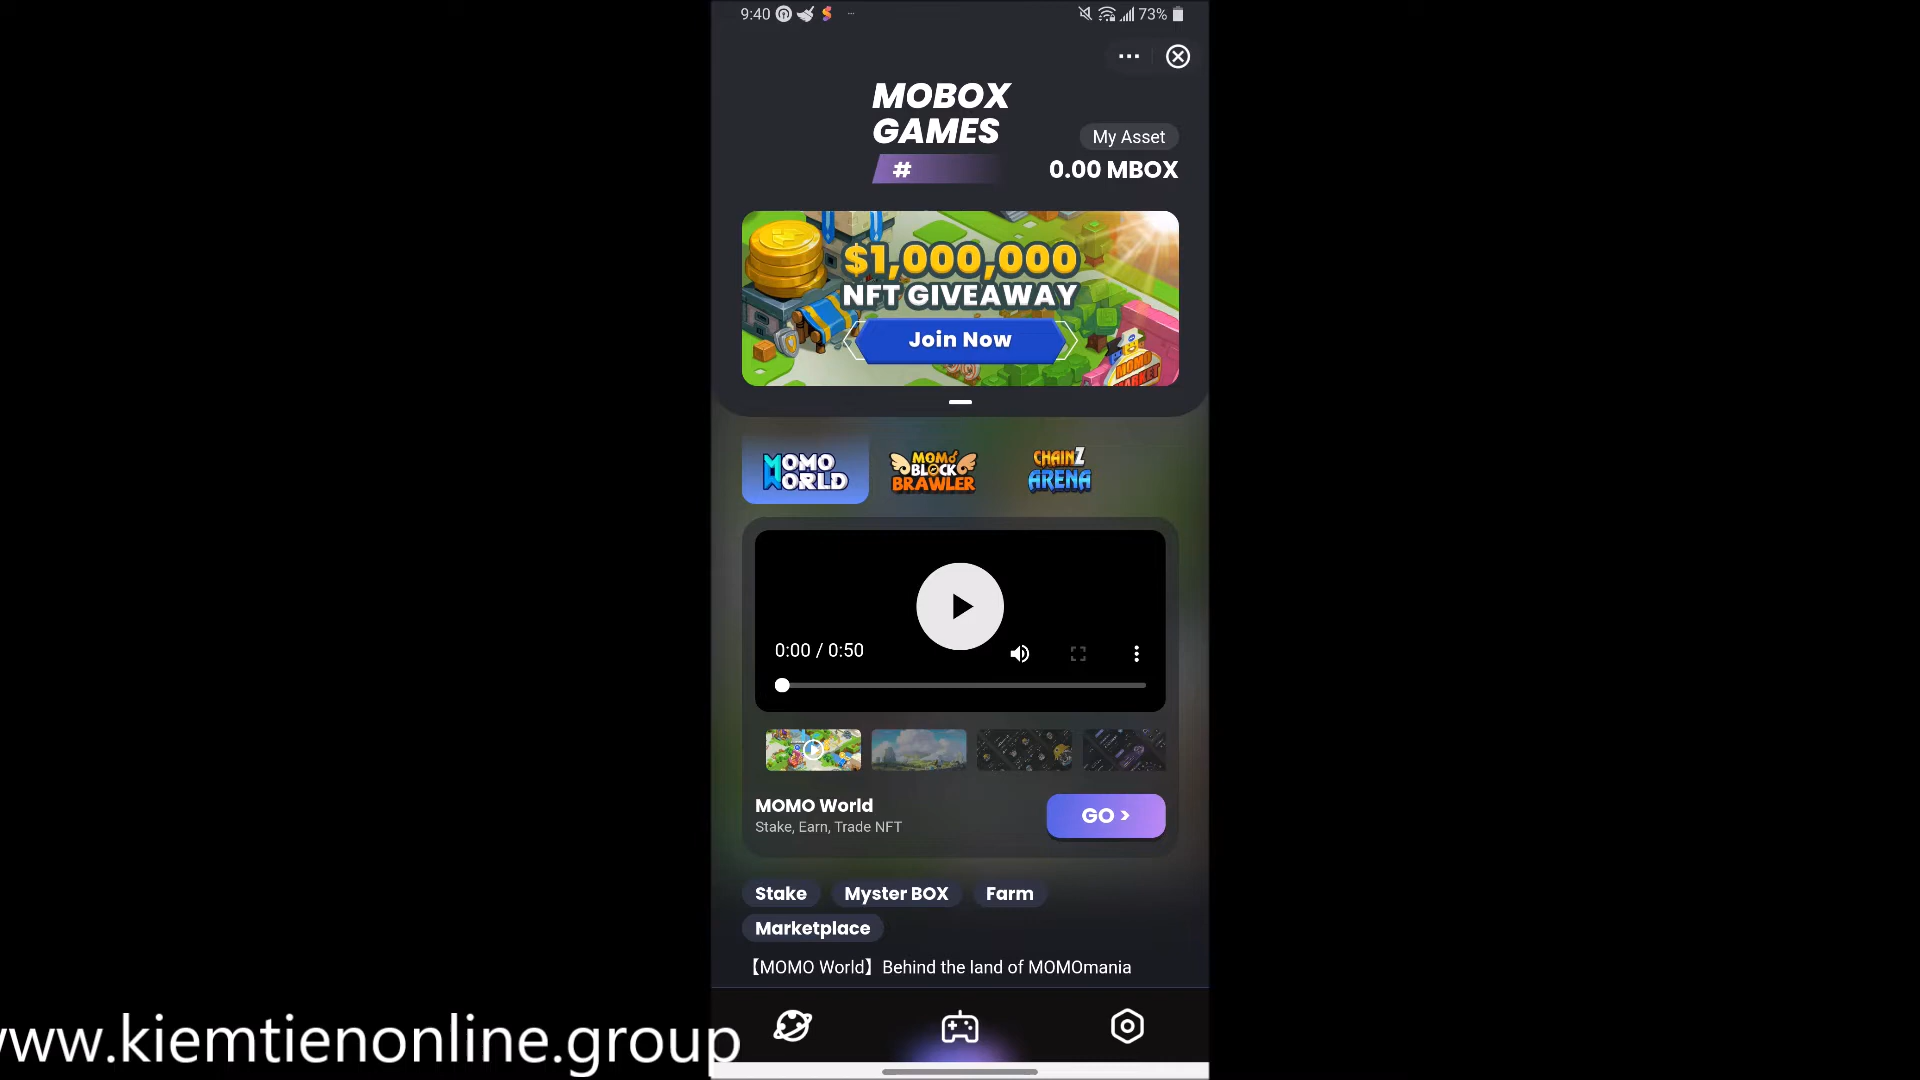 9:40
73%
MOBOX
GAMES
#
My Asset
0.00 MBOX
$1,000,000
NFT GIVEAWAY
Join Now
MOMO
MARKET
MOMO
WORLD
MOMO
BLOCK
BRAWLER
CHAINZ
ARENA
0:00 / 0:50
MOMO World
Stake, Earn, Trade NFT
GO >
Stake
Myster BOX
Farm
Marketplace
【MOMO World】Behind the land of MOMOmania
www.kiemtienonline.group